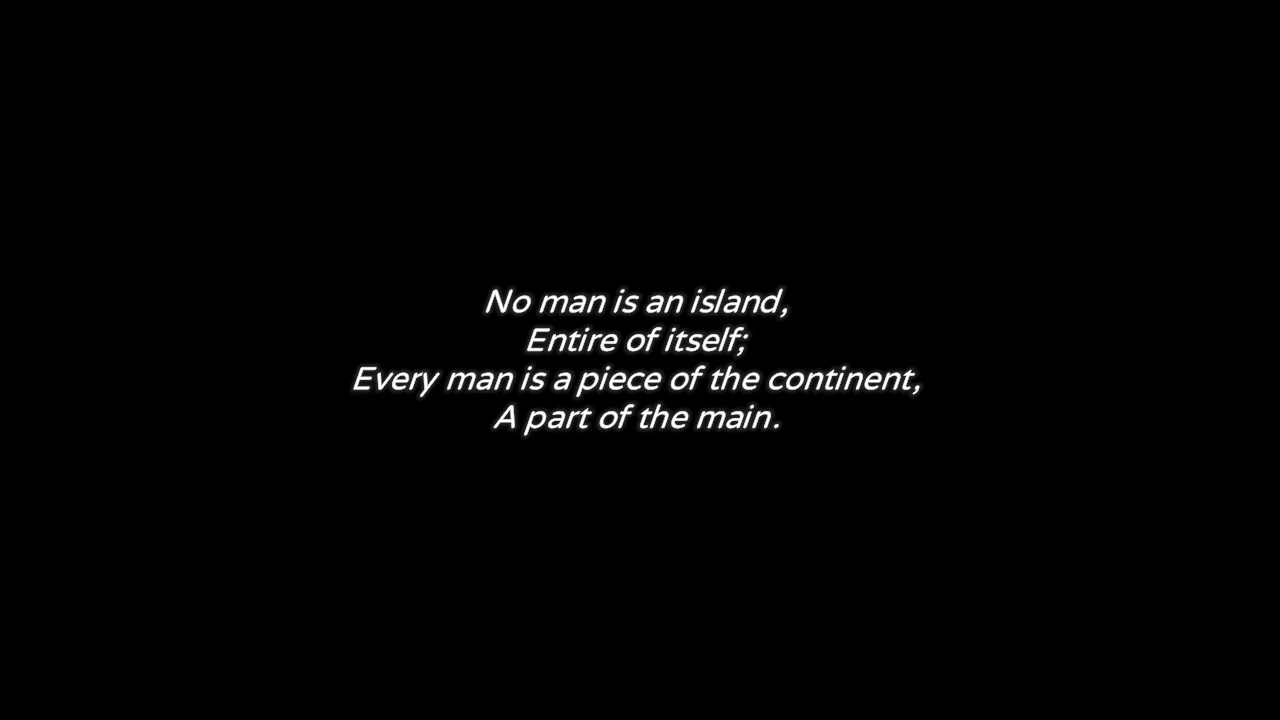 No man is an island,
Entire of itself;
Every man is a piece of the continent,
A part of the main.